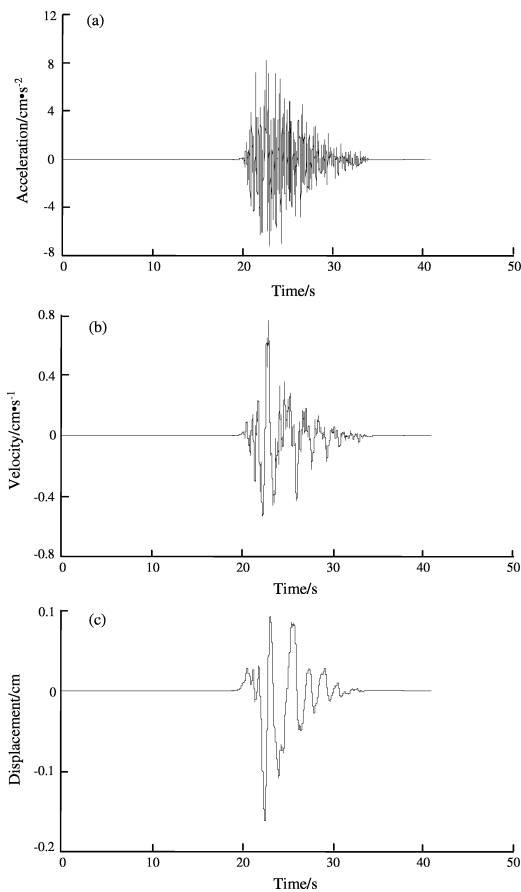 (a)
12
8
4
0
-4
-8
Acceleration/cm•s-2
0 10 20 30 40 50
Time/s
(b)
0.8
0.4
0
-0.4
-0.8
Velocity/cm•s-1
0 10 20 30 40 50
Time/s
(c)
0.1
0
-0.1
-0.2
Displacement/cm
0 10 20 30 40 50
Time/s